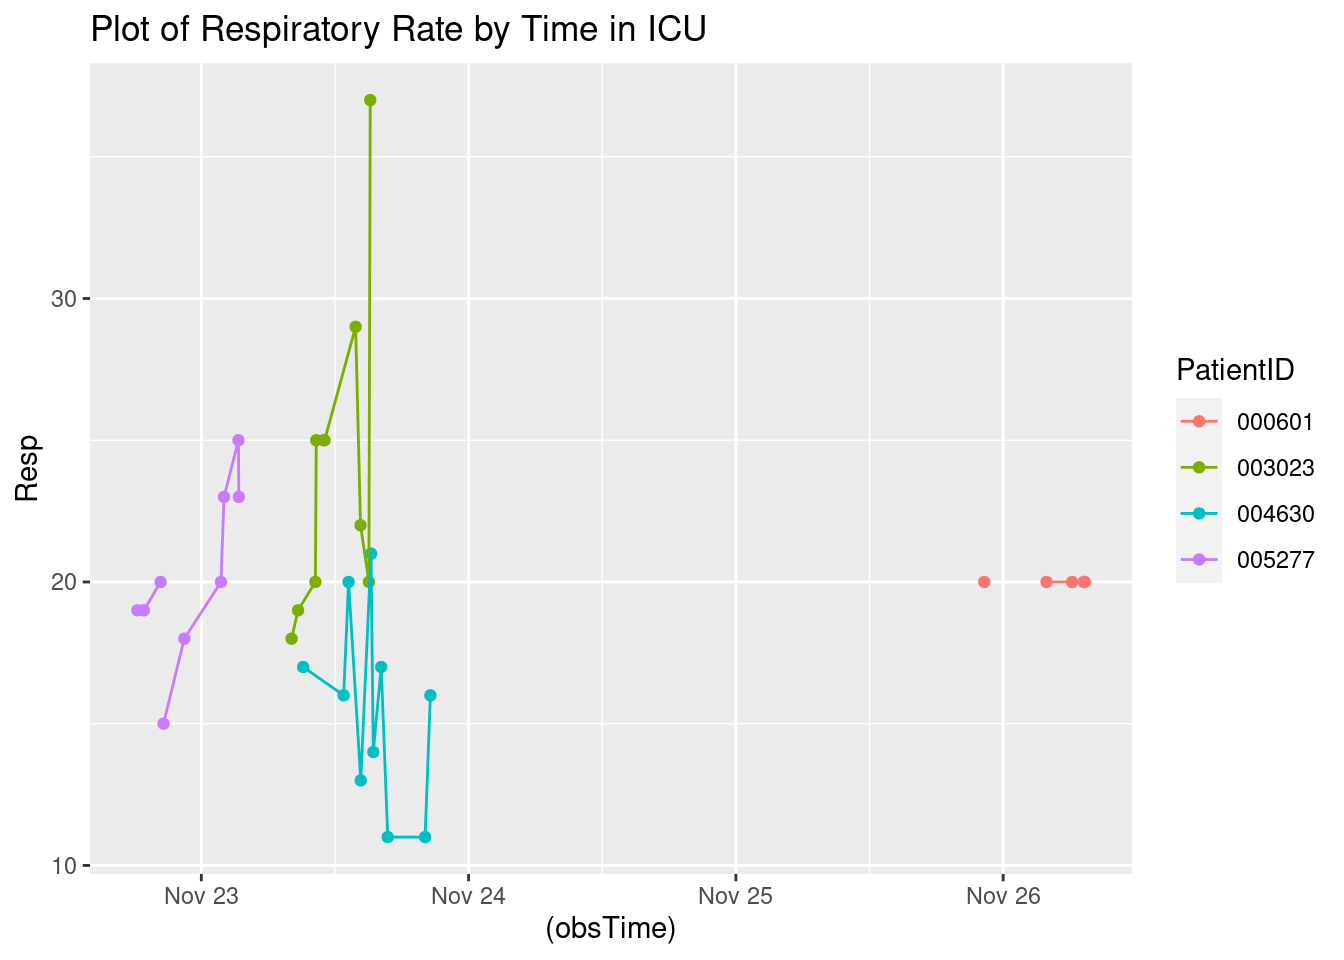 Plot of Respiratory Rate by Time in ICU
Resp
30
20
10
Nov 23
Nov 24
Nov 25
Nov 26
(obsTime)
PatientID
000601
003023
004630
005277